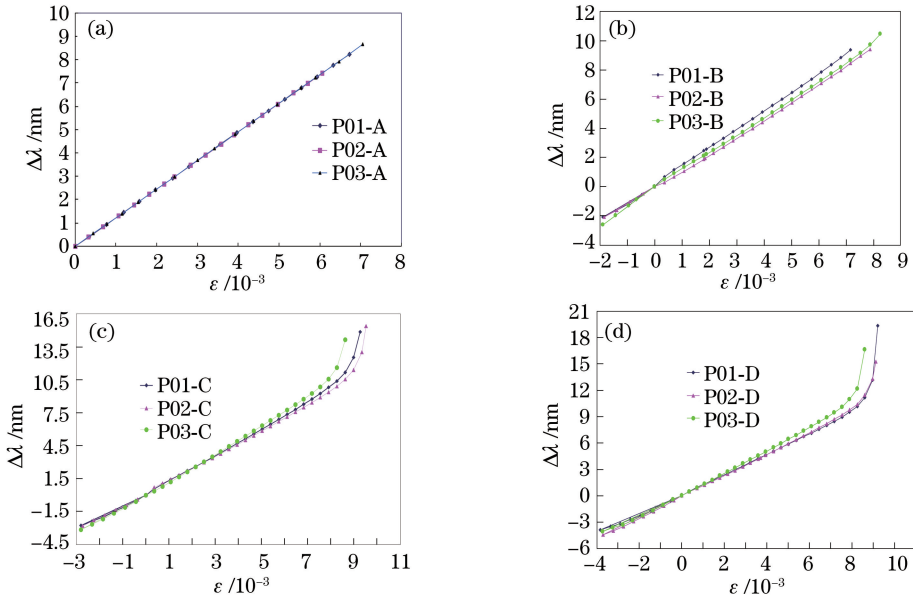 (a)
10
9
8
7
6
5
4
3
2
1
0
Δλ /nm
P01-A
P02-A
P03-A
0 1 2 3 4 5 6 7 8
ε /10⁻³
(b)
12
10
8
6
4
2
0
−2
−4
Δλ /nm
P01-B
P02-B
P03-B
−2 −1 0 1 2 3 4 5 6 7 8 9
ε /10⁻³
(c)
16.5
13.5
10.5
7.5
4.5
1.5
−1.5
−4.5
Δλ /nm
P01-C
P02-C
P03-C
−3 −1 1 3 5 7 9 11
ε /10⁻³
(d)
21
18
15
12
9
6
3
0
−3
−6
Δλ /nm
P01-D
P02-D
P03-D
−4 −2 0 2 4 6 8 10
ε /10⁻³